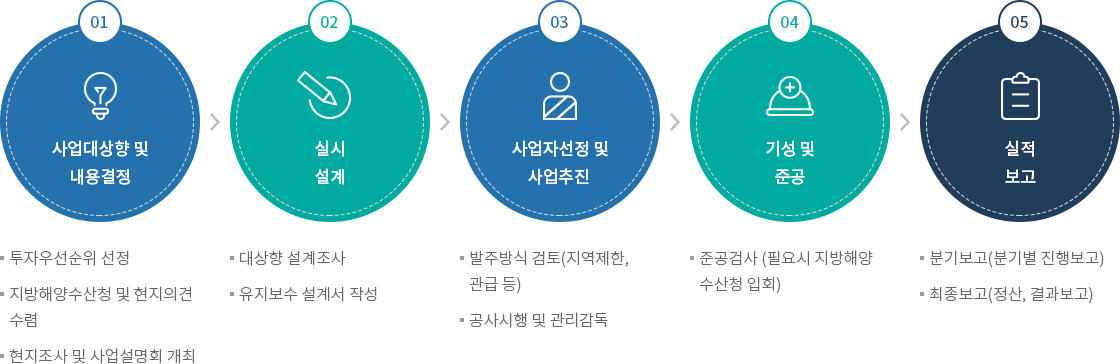 01
사업대상항 및
내용결정
투자우선순위 선정
지방해양수산청 및 현지의견
수렴
현지조사 및 사업설명회 개최
02
실시
설계
대상항 설계조사
유지보수 설계서 작성
03
사업자선정 및
사업추진
발주방식 검토(지역제한,
관급 등)
공사시행 및 관리감독
04
기성 및
준공
준공검사 (필요시 지방해양
수산청 입회)
05
실적
보고
분기보고(분기별 진행보고)
최종보고(정산, 결과보고)